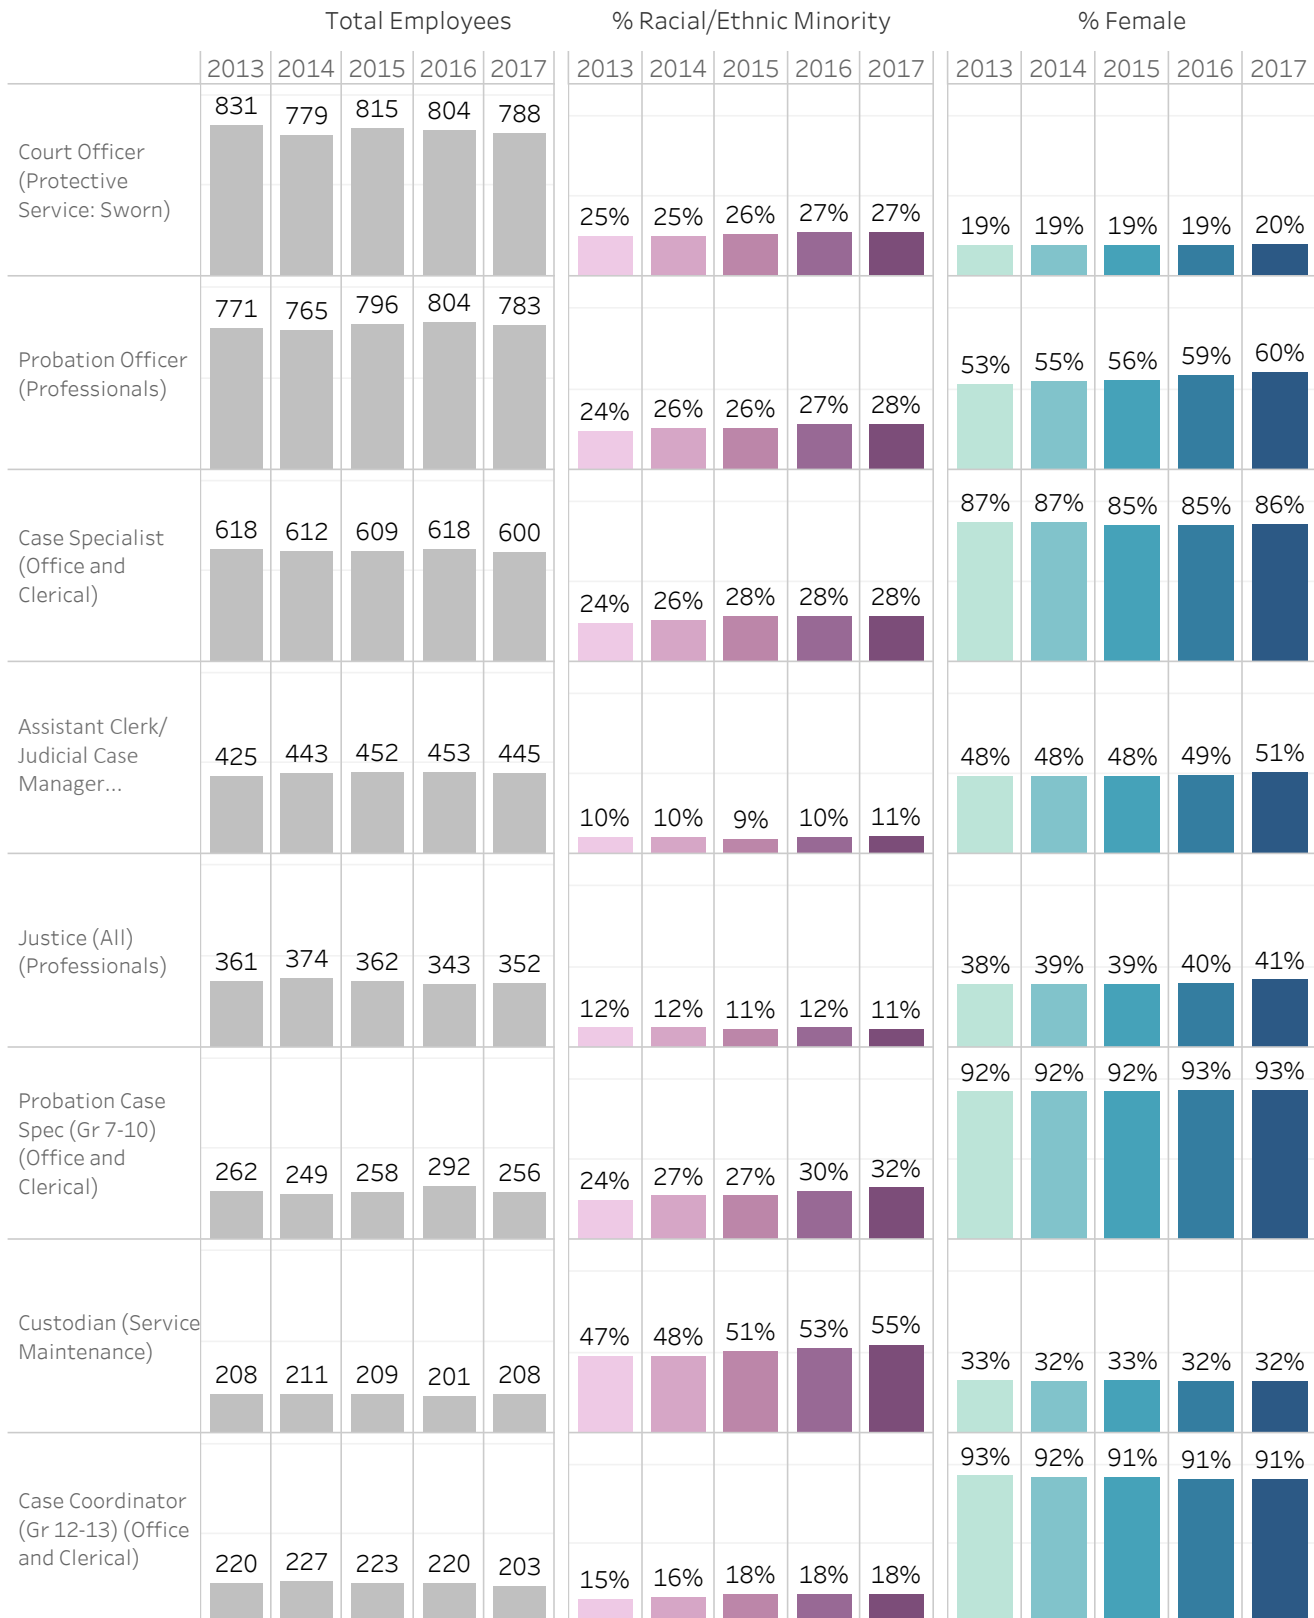 Total Employees % Racial/Ethnic Minority % Female
2013 2014 2015 2016 2017 2013 2014 2015 2016 2017 2013 2014 2015 2016 2017
Court Officer
(Protective
Service: Sworn)
831 779 815 804 788
25% 25% 26% 27% 27%
19% 19% 19% 19% 20%
Probation Officer
(Professionals)
771 765 796 804 783
24% 26% 26% 27% 28%
53% 55% 56% 59% 60%
Case Specialist
(Office and
Clerical)
618 612 609 618 600
24% 26% 28% 28% 28%
87% 87% 85% 85% 86%
Assistant Clerk/
Judicial Case
Manager...
425 443 452 453 445
10% 10% 9% 10% 11%
48% 48% 48% 49% 51%
Justice (All)
(Professionals)
361 374 362 343 352
12% 12% 11% 12% 11%
38% 39% 39% 40% 41%
Probation Case
Spec (Gr 7-10)
(Office and
Clerical)
262 249 258 292 256
24% 27% 27% 30% 32%
92% 92% 92% 93% 93%
Custodian (Service
Maintenance)
208 211 209 201 208
47% 48% 51% 53% 55%
33% 32% 33% 32% 32%
Case Coordinator
(Gr 12-13) (Office
and Clerical)
220 227 223 220 203
15% 16% 18% 18% 18%
93% 92% 91% 91% 91%